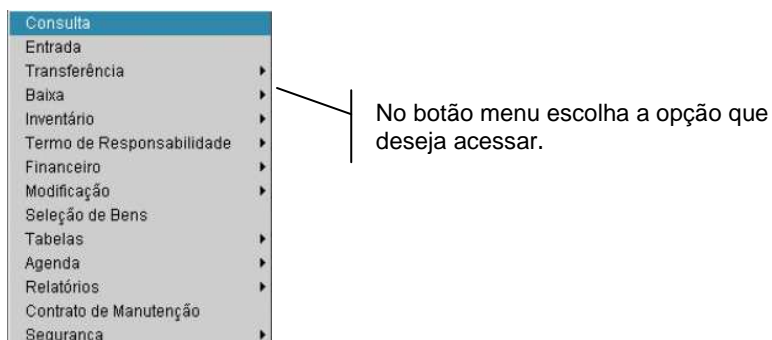 Consulta
Entrada
Transferência
Baixa
Inventário
Termo de Responsabilidade
Financeiro
Modificação
Seleção de Bens
Tabelas
Agenda
Relatórios
Contrato de Manutenção
Segurança
No botão menu escolha a opção que
deseja acessar.